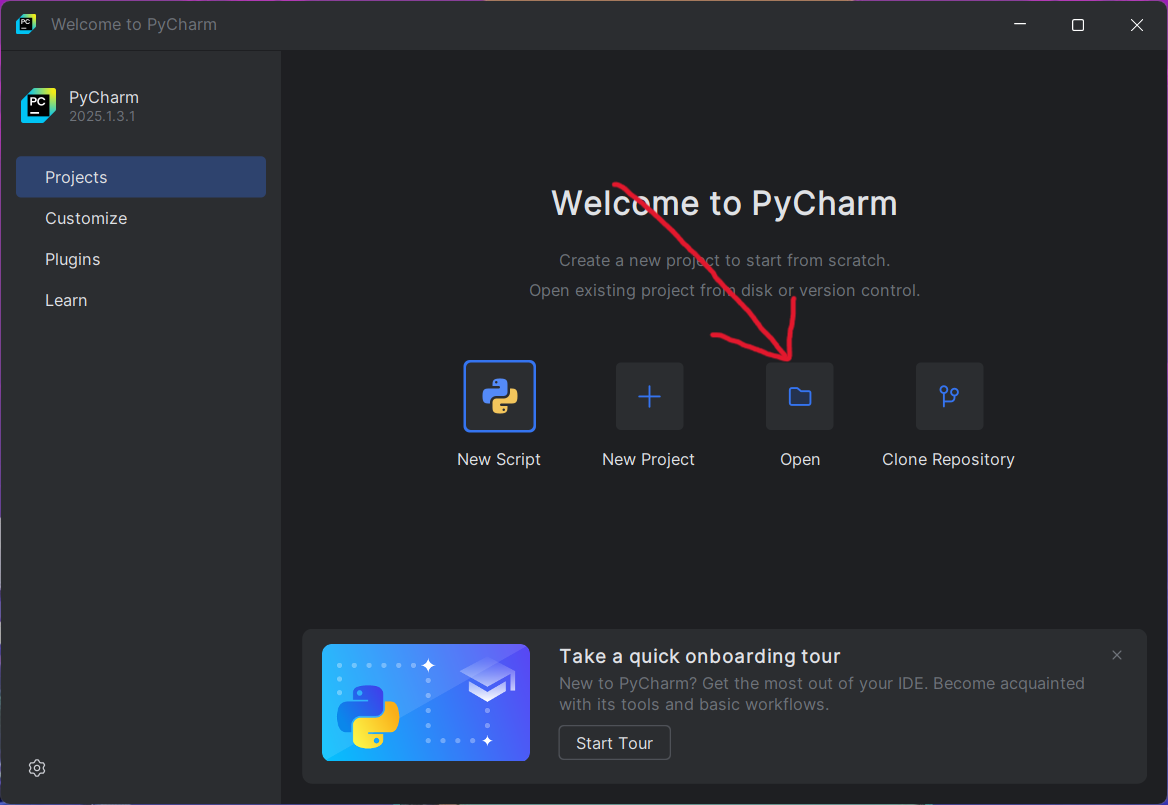 Welcome to PyCharm
PyCharm
2025.1.3.1
Projects
Customize
Plugins
Learn
Welcome to PyCharm
Create a new project to start from scratch.
Open existing project from disk or version control.
New Script
New Project
Open
Clone Repository
Take a quick onboarding tour
New to PyCharm? Get the most out of your IDE. Become acquainted
with its tools and basic workflows.
Start Tour